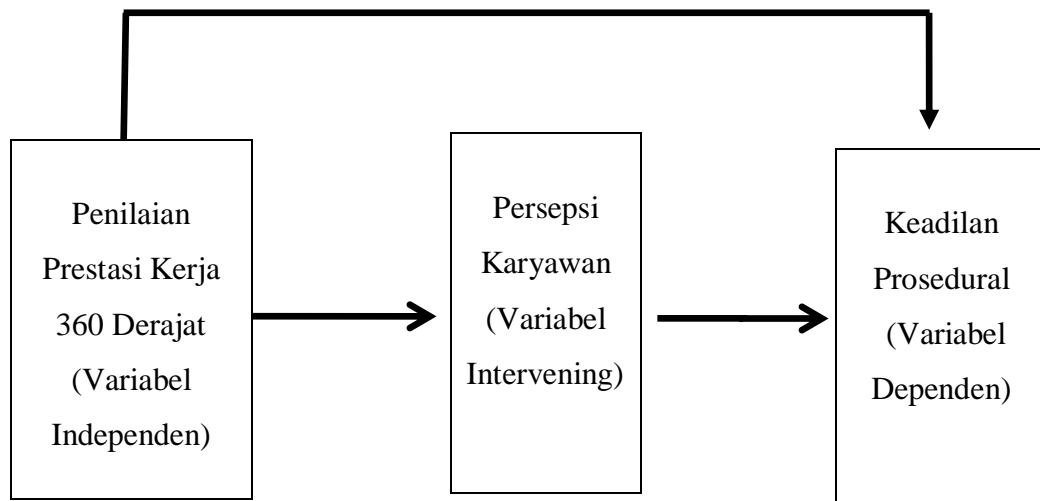 Penilaian
Prestasi Kerja
360 Derajat
(Variabel
Independen)
Persepsi
Karyawan
(Variabel
Intervening)
Keadilan
Prosedural
(Variabel
Dependen)